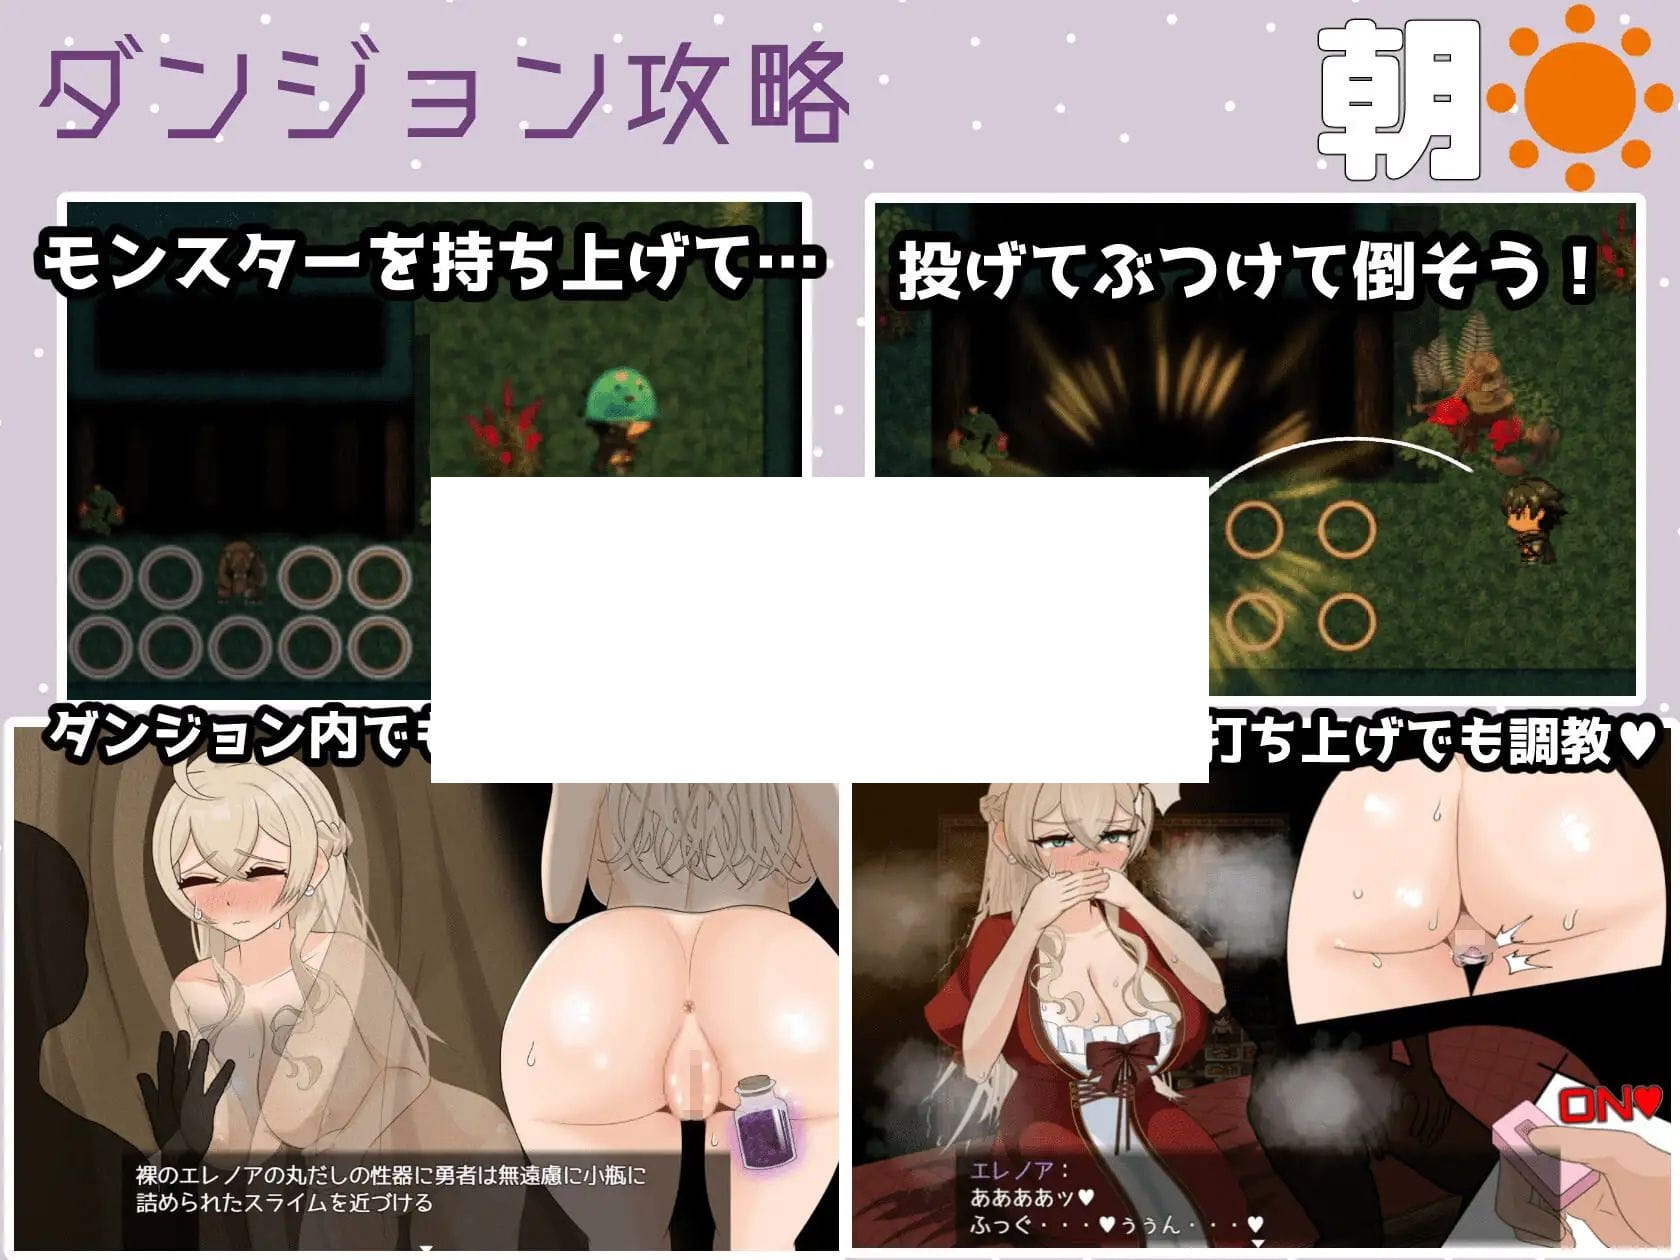 ダンジョン攻略
朝
モンスターを持ち上げて…
投げてぶつけて倒そう！
ダンジョン内で
打ち上げでも調教♥
ON♥
裸のエレノアの丸だしの性器に勇者は無遠慮に小瓶に
詰められたスライムを近づける
エレノア：
ああああッ♥
ふっぐ・・・♥ぅぅん・・・♥